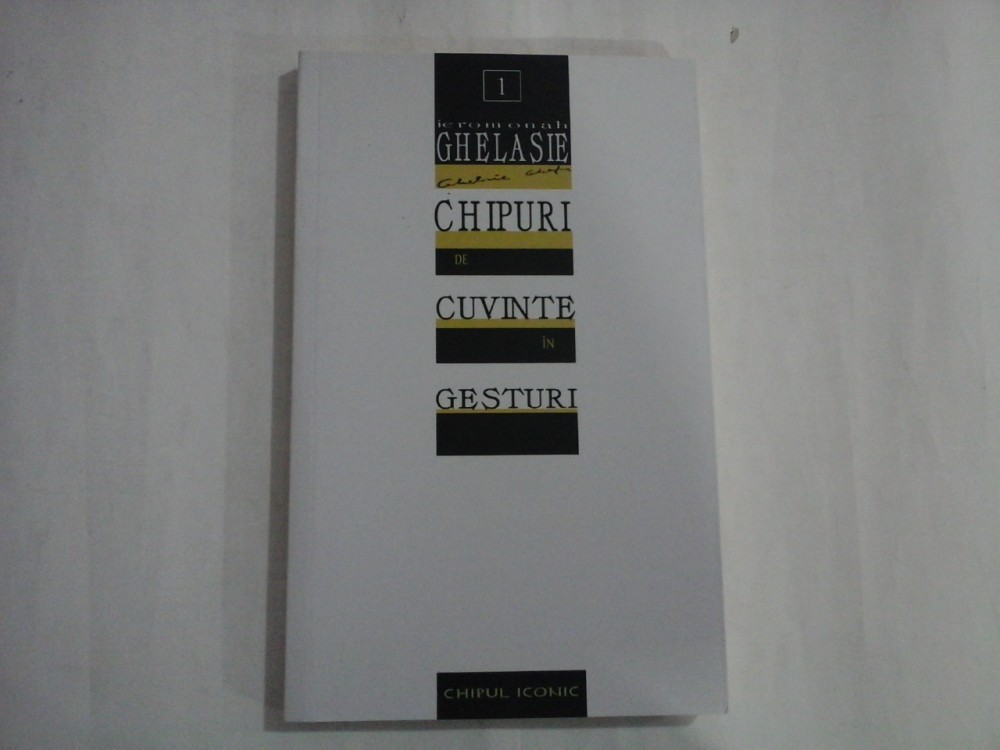 1
ieromonah
GHELASIE
CHIPURI
DE
CUVINTE
ÎN
GESTURI
CHIPUL ICONIC